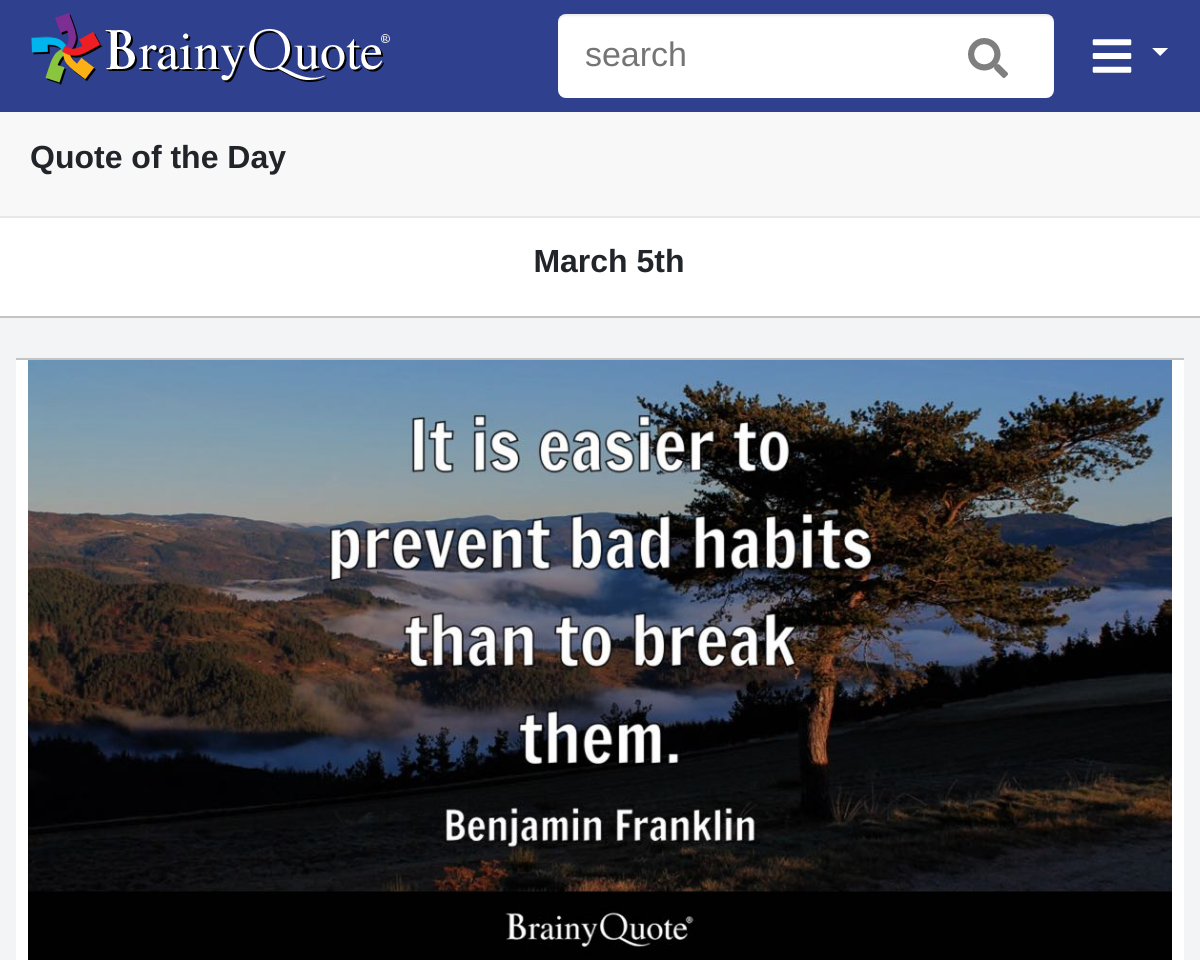 BrainyQuote®
search
Quote of the Day
March 5th
It is easier to
prevent bad habits
than to break
them.
Benjamin Franklin
BrainyQuote®